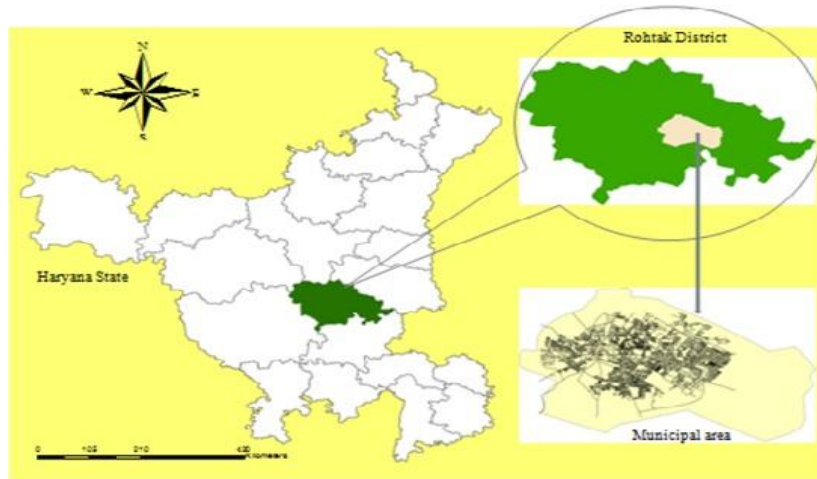 N
W E
S
Rohtak District
Haryana State
Municipal area
0 105 210 420
Kilometers